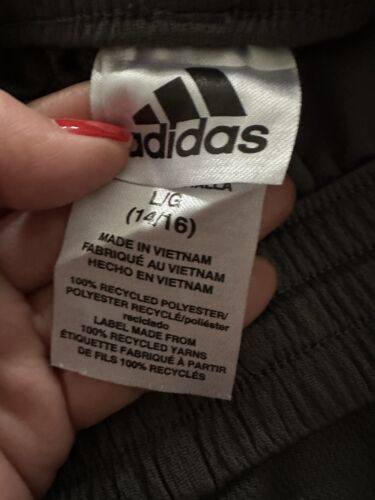 adidas
ALLA
L/G
(14/16)
MADE IN VIETNAM
FABRIQUÉ AU VIETNAM
HECHO EN VIETNAM
100% RECYCLED POLYESTER/
POLYESTER RECYCLÉ/poliéster
reciclado
LABEL MADE FROM
100% RECYCLED YARNS
ÉTIQUETTE FABRIQUÉ À PARTIR
DE FILS 100% RECYCLÉS